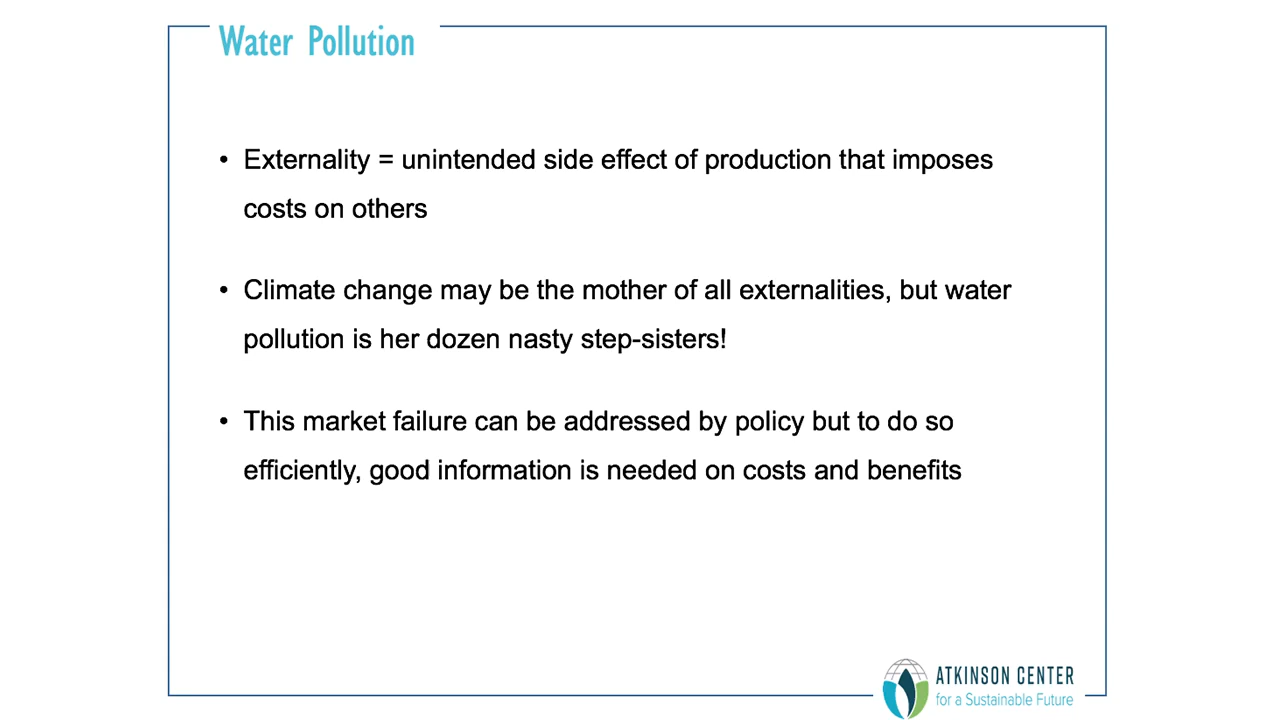 Water Pollution
• Externality = unintended side effect of production that imposes
costs on others
• Climate change may be the mother of all externalities, but water
pollution is her dozen nasty step-sisters!
• This market failure can be addressed by policy but to do so
efficiently, good information is needed on costs and benefits
ATKINSON CENTER
for a Sustainable Future